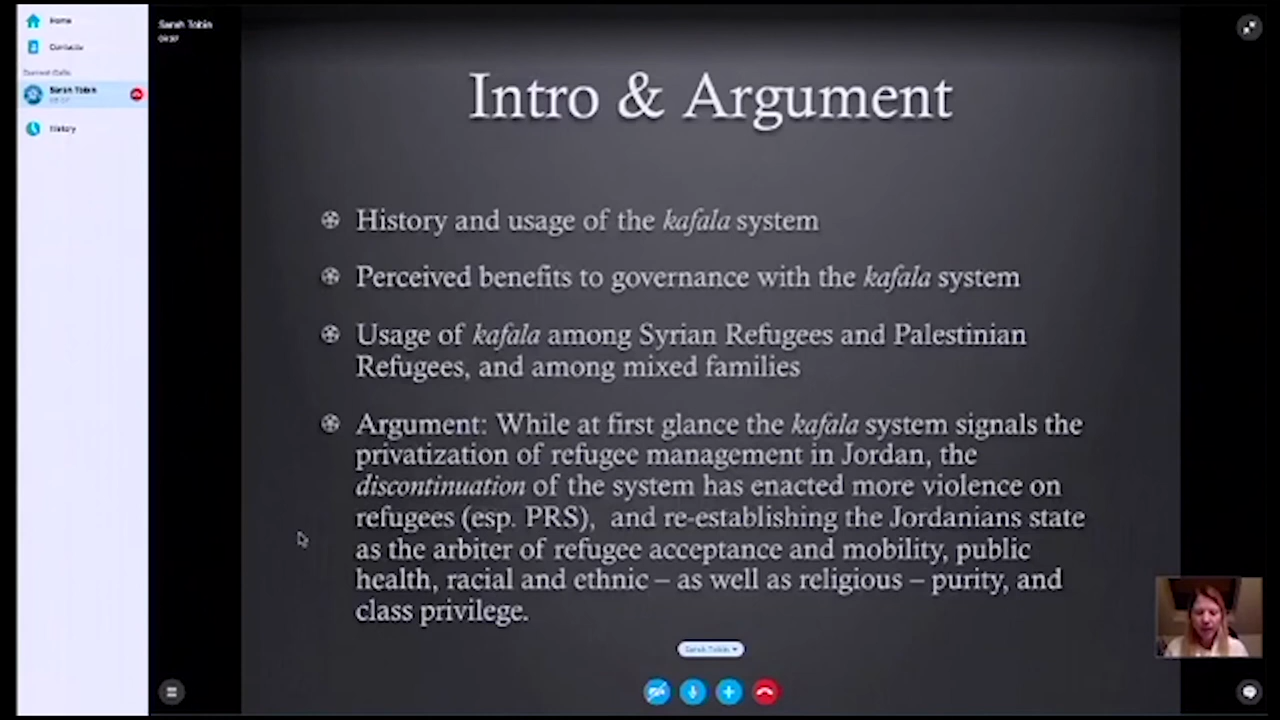 Home
Contacts
Current Calls
Sarah Tobin
History
Sarah Tobin
Intro & Argument
History and usage of the kafala system
Perceived benefits to governance with the kafala system
Usage of kafala among Syrian Refugees and Palestinian
Refugees, and among mixed families
Argument: While at first glance the kafala system signals the
privatization of refugee management in Jordan, the
discontinuation of the system has enacted more violence on
refugees (esp. PRS), and re-establishing the Jordanians state
as the arbiter of refugee acceptance and mobility, public
health, racial and ethnic – as well as religious – purity, and
class privilege.
Sarah Tobin